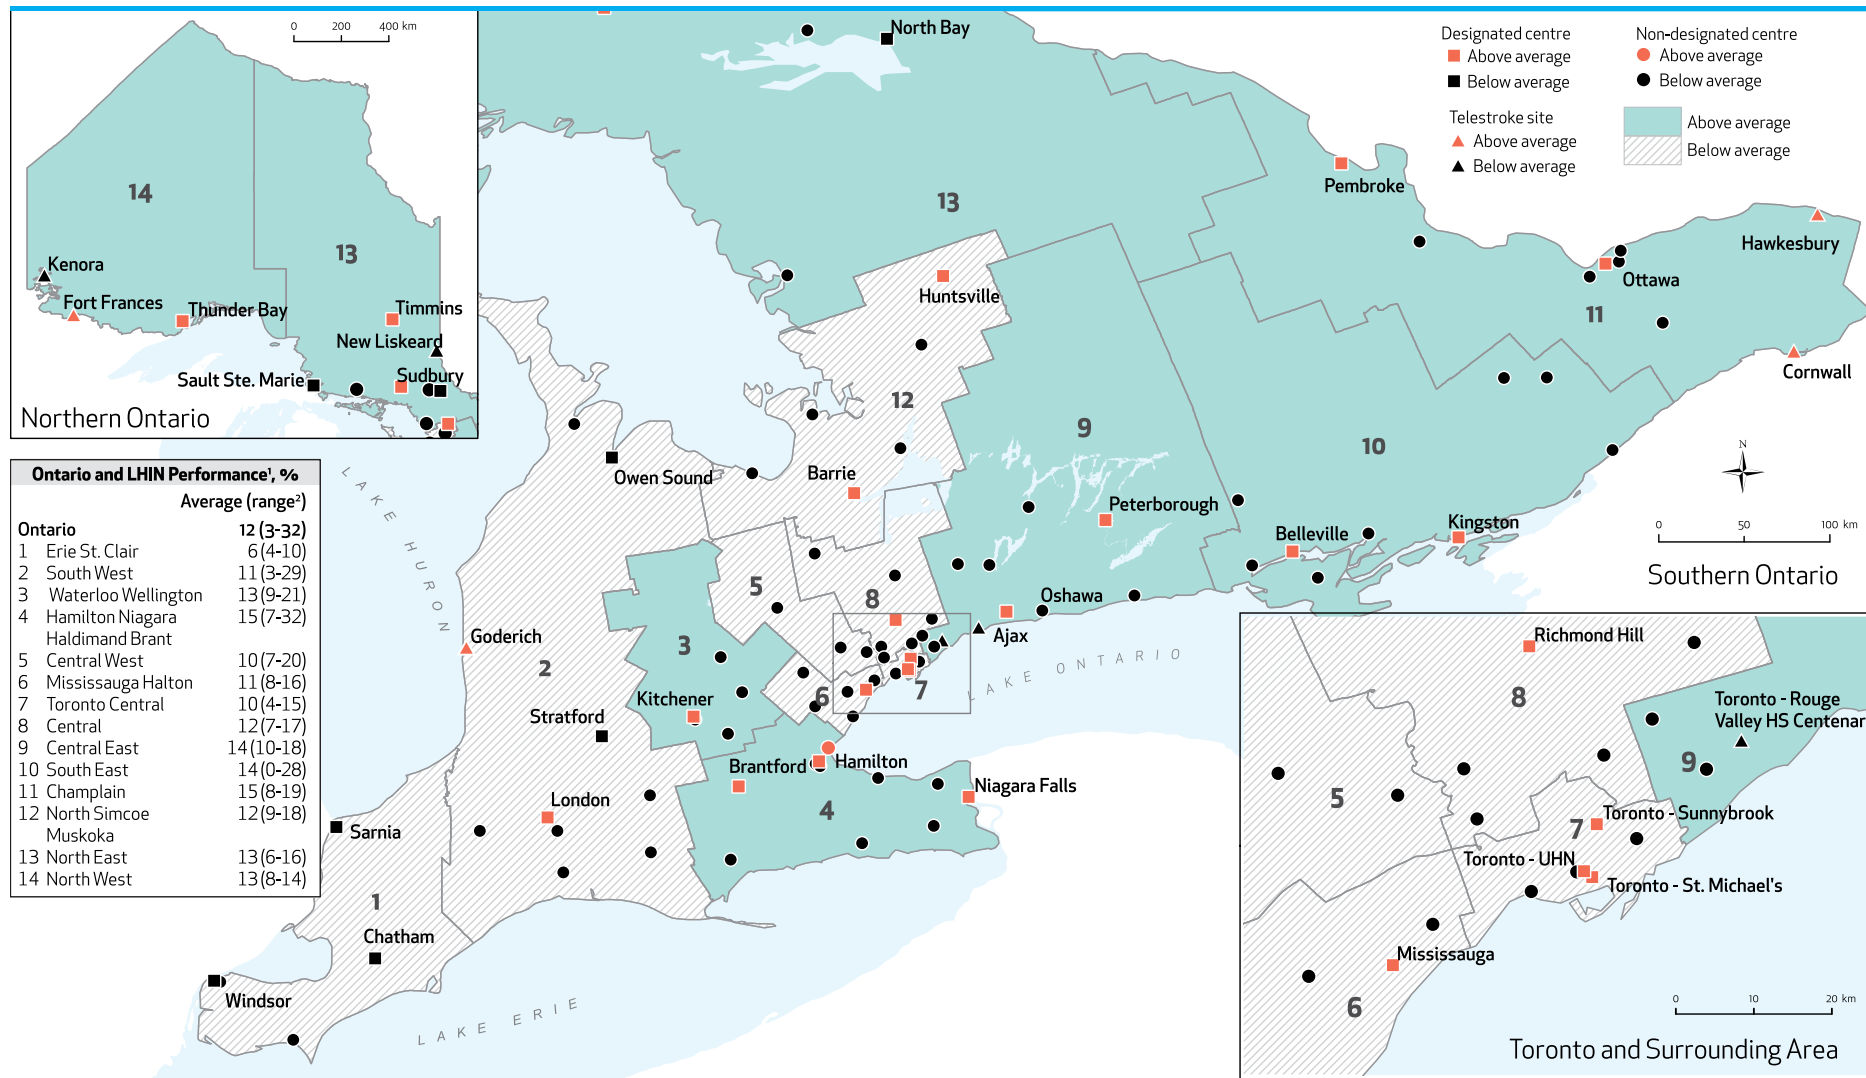 0 200 400 km
14
13
Kenora
Fort Frances
Thunder Bay
Timmins
New Liskeard
Sault Ste. Marie
Sudbury
Northern Ontario
Ontario and LHIN Performance¹, %
Average (range²)
Ontario 12 (3-32)
1 Erie St. Clair 6 (4-10)
2 South West 11 (3-29)
3 Waterloo Wellington 13 (9-21)
4 Hamilton Niagara 15 (7-32)
Haldimand Brant
5 Central West 10 (7-20)
6 Mississauga Halton 11 (8-16)
7 Toronto Central 10 (4-15)
8 Central 12 (7-17)
9 Central East 14 (10-18)
10 South East 14 (0-28)
11 Champlain 15 (8-19)
12 North Simcoe 12 (9-18)
Muskoka
13 North East 13 (6-16)
14 North West 13 (8-14)
Designated centre
Above average
Below average
Non-designated centre
Above average
Below average
Telestroke site
Above average
Below average
Above average
Below average
North Bay
13
Pembroke
Hawkesbury
Ottawa
11
Cornwall
Huntsville
12
9
10
Barrie
Owen Sound
Peterborough
Belleville
Kingston
N
0 50 100 km
Southern Ontario
LAKE HURON
5
8
Oshawa
Ajax
Goderich
2
3
Kitchener
6
7
LAKE ONTARIO
Stratford
Brantford
Hamilton
Niagara Falls
4
London
Sarnia
1
Chatham
Windsor
LAKE ERIE
Richmond Hill
8
Toronto - Rouge
Valley HS Centenar
9
5
7
Toronto - Sunnybrook
Toronto - UHN
Toronto - St. Michael's
Mississauga
6
0 10 20 km
Toronto and Surrounding Area